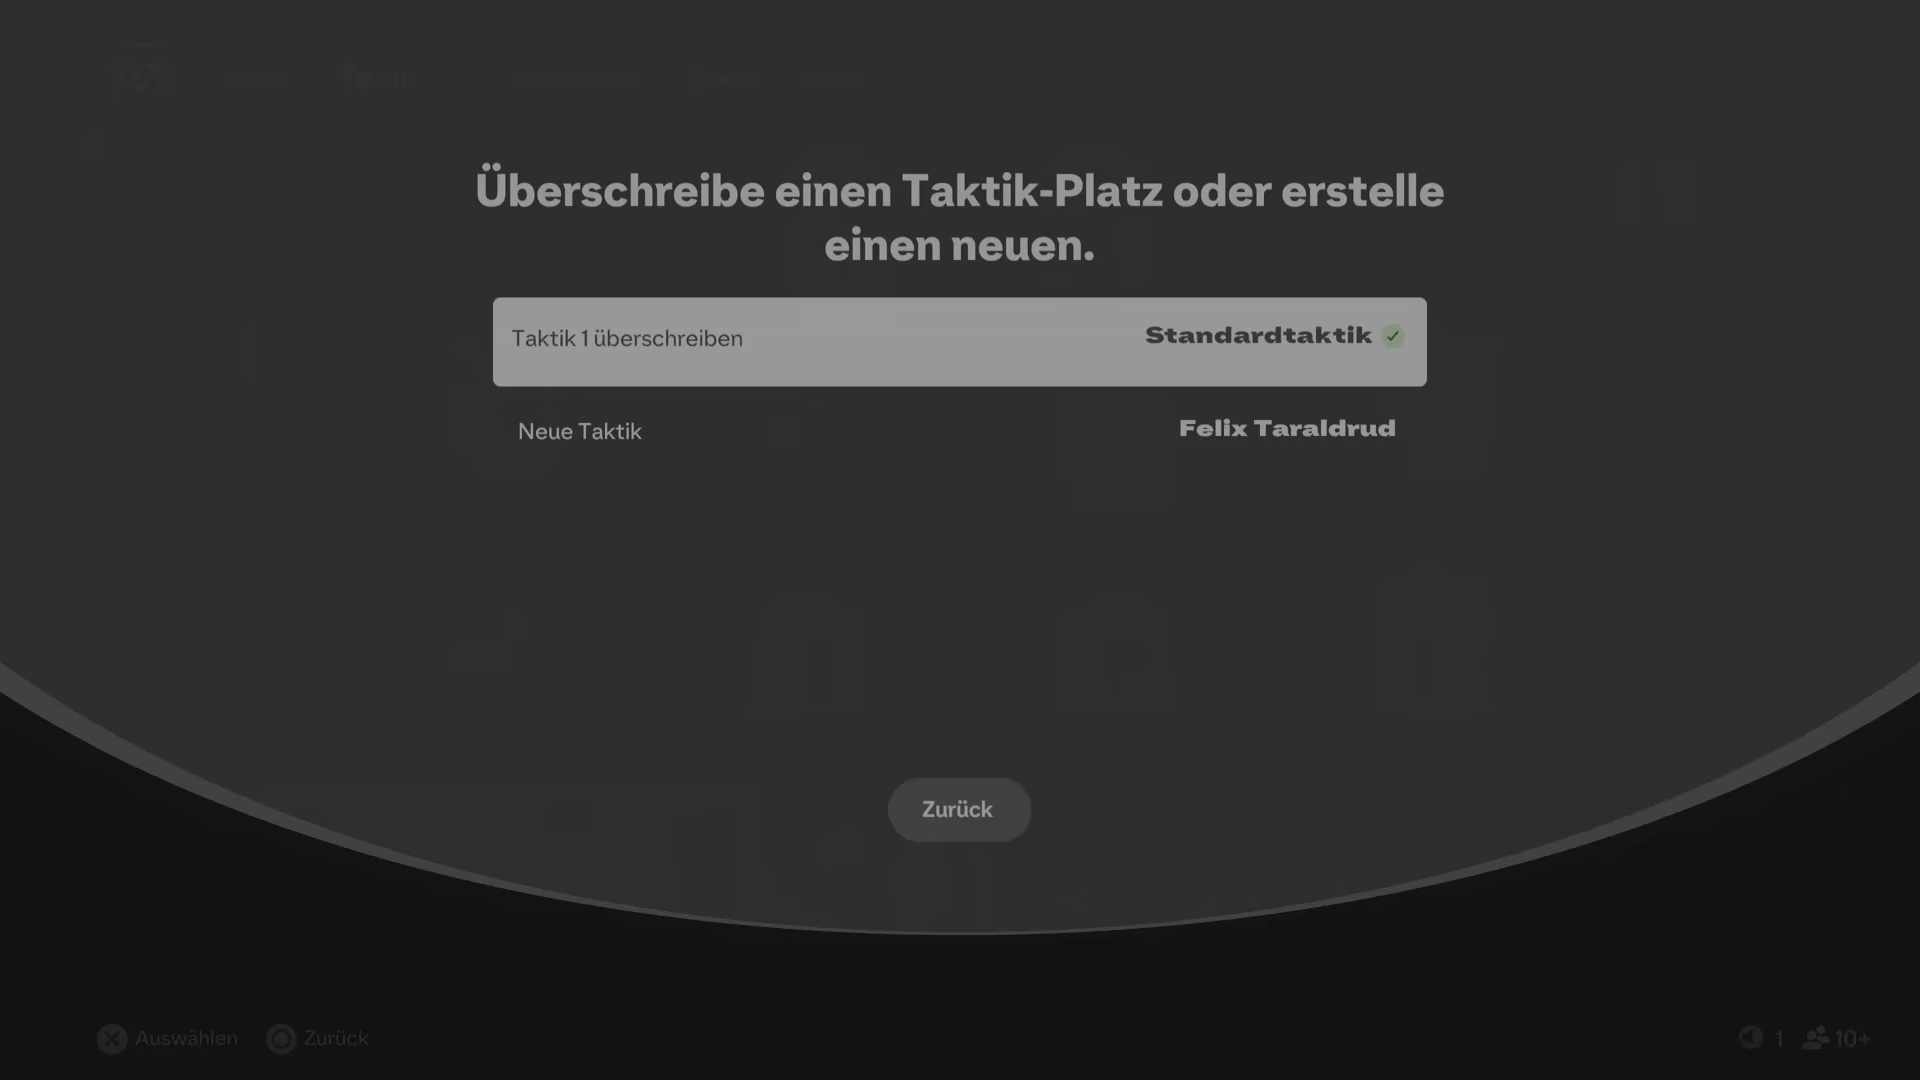 Team
Überschreibe einen Taktik-Platz oder erstelle
einen neuen.
Taktik 1 überschreiben Standardtaktik
Neue Taktik Felix Taraldrud
Zurück
Auswählen Zurück 1 10+